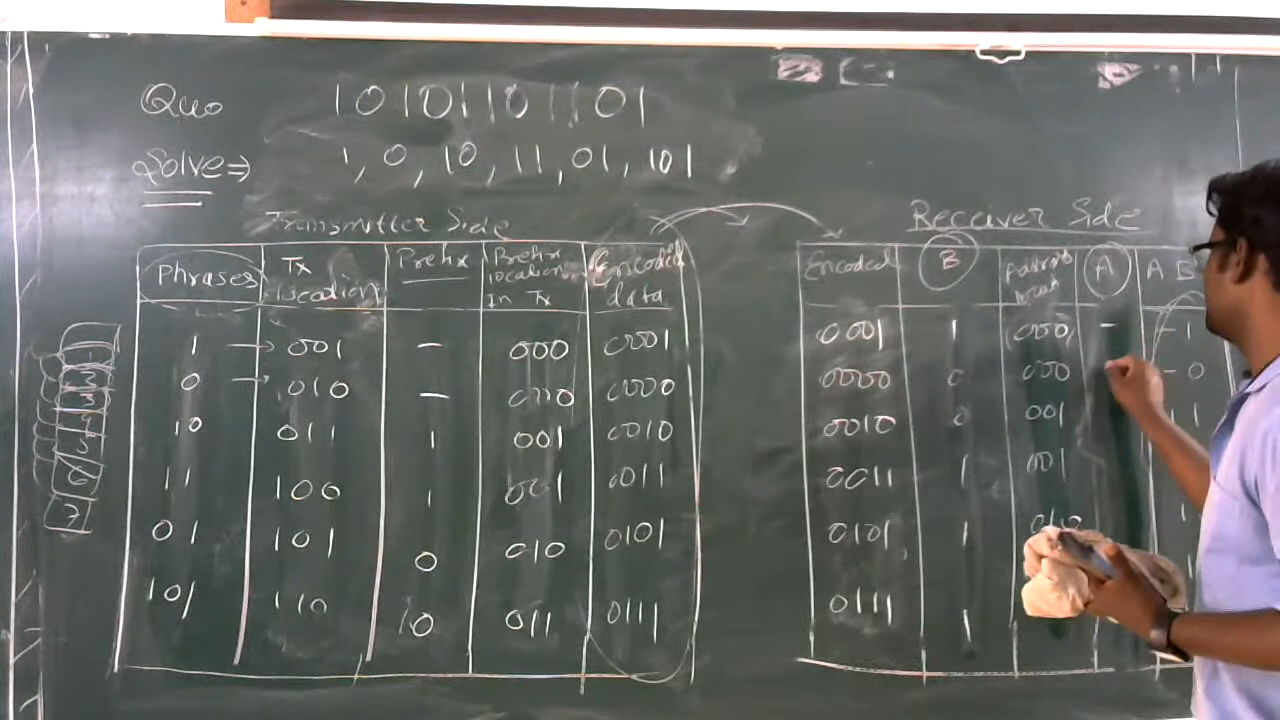 Quo 10101101101
Solve ⇒ 1, 0, 10, 11, 01, 101
Transmitter Side
Receiver Side
Phrases Tx location Prefix Prefix location In Tx Encoded data
1 → 001 - 000 0001
0 → 010 - 000 0000
10 011 1 001 0010
11 100 1 001 0011
01 101 0 010 0101
101 110 10 011 0111
Encoded B A A B
0001 1 000 - - 1
0000 0 000 - 0
0010 0 001
0011 1 001
0101 1 010
0111 1